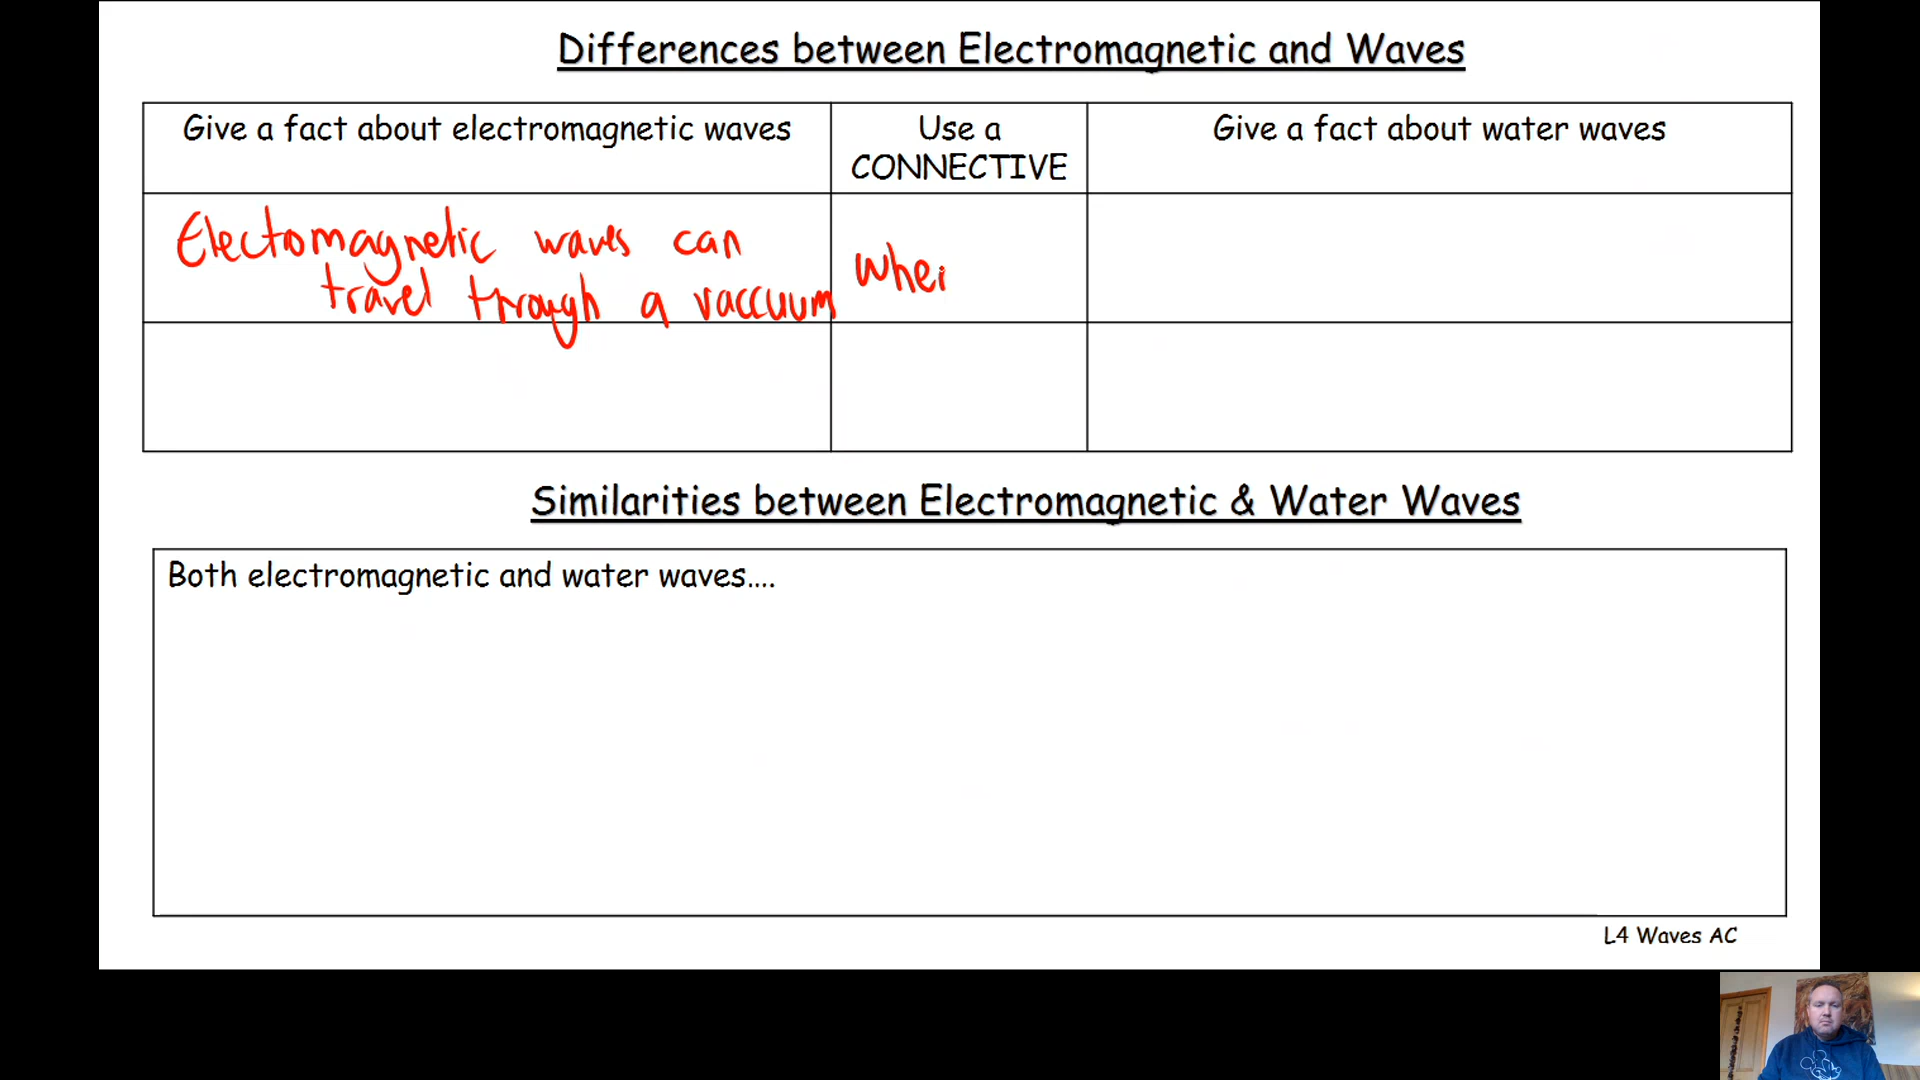 Differences between Electromagnetic and Waves
Give a fact about electromagnetic waves
Use a
CONNECTIVE
Give a fact about water waves
Electromagnetic waves can
travel through a vaccuum
Whei
Similarities between Electromagnetic & Water Waves
Both electromagnetic and water waves....
L4 Waves AC